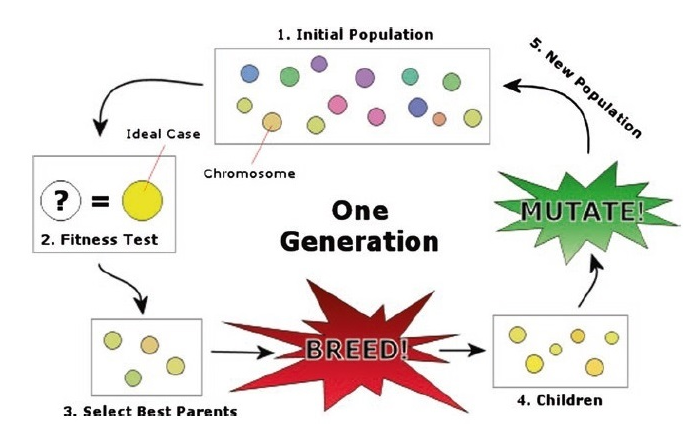 1. Initial Population
5. New Population
Ideal Case
Chromosome
? =
2. Fitness Test
One
Generation
MUTATE!
BREED!
3. Select Best Parents
4. Children